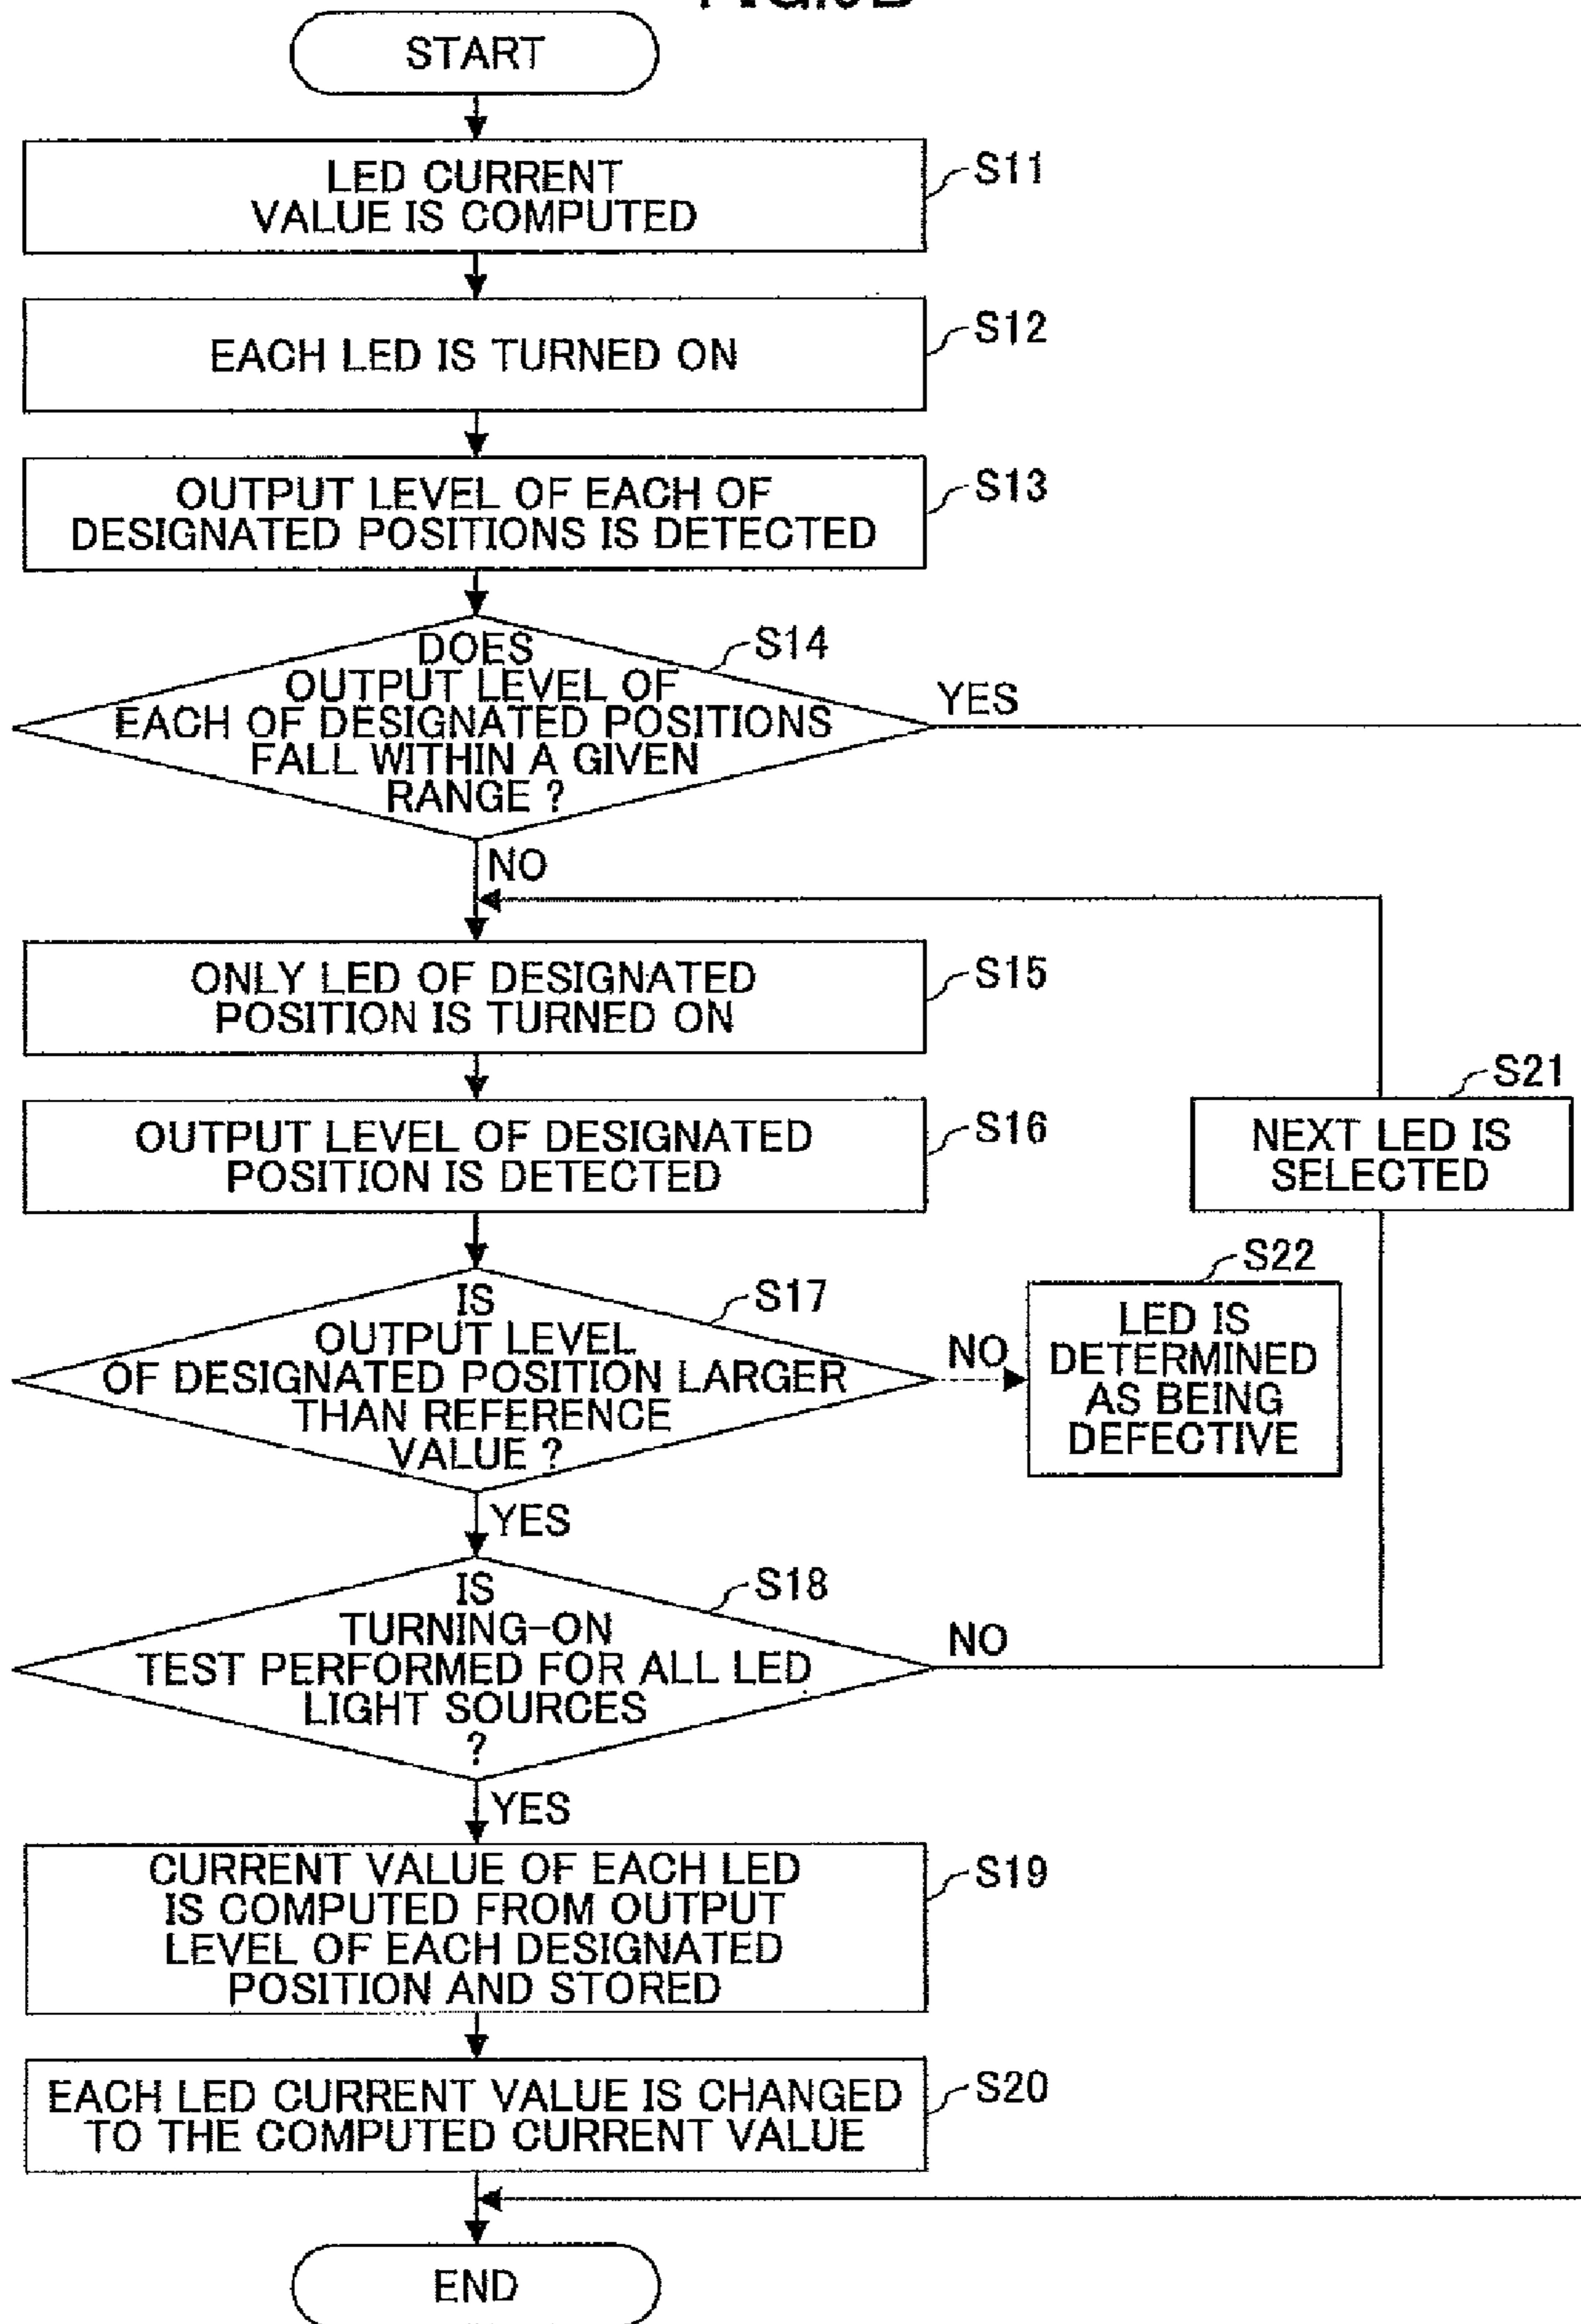 START
LED CURRENT
VALUE IS COMPUTED
S11
EACH LED IS TURNED ON
S12
OUTPUT LEVEL OF EACH OF
DESIGNATED POSITIONS IS DETECTED
S13
DOES
OUTPUT LEVEL OF
EACH OF DESIGNATED POSITIONS
FALL WITHIN A GIVEN
RANGE ?
S14
YES
NO
ONLY LED OF DESIGNATED
POSITION IS TURNED ON
S15
OUTPUT LEVEL OF DESIGNATED
POSITION IS DETECTED
S16
S21
NEXT LED IS
SELECTED
IS
OUTPUT LEVEL
OF DESIGNATED POSITION LARGER
THAN REFERENCE
VALUE ?
S17
NO
S22
LED IS
DETERMINED
AS BEING
DEFECTIVE
YES
IS
TURNING-ON
TEST PERFORMED FOR ALL LED
LIGHT SOURCES
?
S18
NO
YES
CURRENT VALUE OF EACH LED
IS COMPUTED FROM OUTPUT
LEVEL OF EACH DESIGNATED
POSITION AND STORED
S19
EACH LED CURRENT VALUE IS CHANGED
TO THE COMPUTED CURRENT VALUE
S20
END